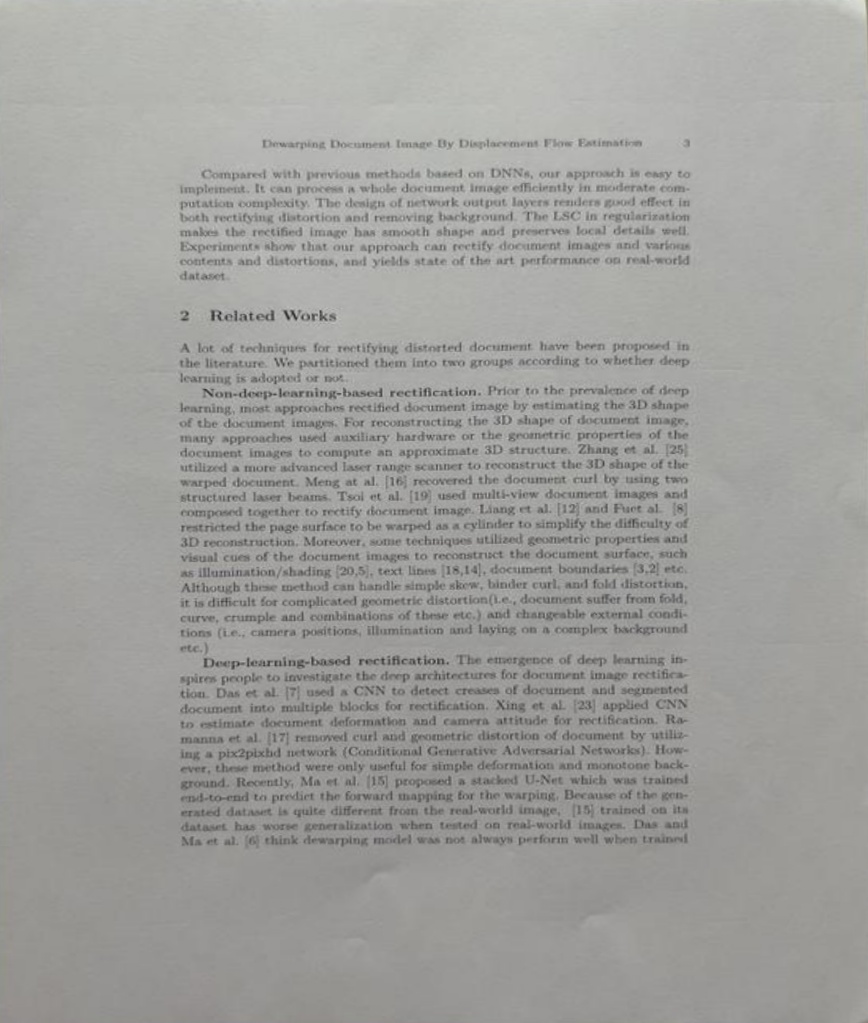 Dewarping Document Image By Displacement Flow Estimation 3
Compared with previous methods based on DNNs, our approach is easy to
implement. It can process a whole document image efficiently in moderate com-
putation complexity. The design of network output layers renders good effect in
both rectifying distortion and removing background. The LSC in regularization
makes the rectified image has smooth shape and preserves local details well.
Experiments show that our approach can rectify document images and various
contents and distortions, and yields state of the art performance on real-world
dataset.
2 Related Works
A lot of techniques for rectifying distorted document have been proposed in
the literature. We partitioned them into two groups according to whether deep
learning is adopted or not.
Non-deep-learning-based rectification. Prior to the prevalence of deep
learning, most approaches rectified document image by estimating the 3D shape
of the document images. For reconstructing the 3D shape of document image,
many approaches used auxiliary hardware or the geometric properties of the
document images to compute an approximate 3D structure. Zhang et al. [25]
utilized a more advanced laser range scanner to reconstruct the 3D shape of the
warped document. Meng at al. [16] recovered the document curl by using two
structured laser beams. Tsoi et al. [19] used multi-view document images and
composed together to rectify document image. Liang et al. [12] and Fuet al. [8]
restricted the page surface to be warped as a cylinder to simplify the difficulty of
3D reconstruction. Moreover, some techniques utilized geometric properties and
visual cues of the document images to reconstruct the document surface, such
as illumination/shading [20,5], text lines [18,14], document boundaries [3,2] etc.
Although these method can handle simple skew, binder curl, and fold distortion,
it is difficult for complicated geometric distortion(i.e., document suffer from fold,
curve, crumple and combinations of these etc.) and changeable external condi-
tions (i.e., camera positions, illumination and laying on a complex background
etc.)
Deep-learning-based rectification. The emergence of deep learning in-
spires people to investigate the deep architectures for document image rectifica-
tion. Das et al. [7] used a CNN to detect creases of document and segmented
document into multiple blocks for rectification. Xing et al. [23] applied CNN
to estimate document deformation and camera attitude for rectification. Ra-
manna et al. [17] removed curl and geometric distortion of document by utiliz-
ing a pix2pixhd network (Conditional Generative Adversarial Networks). How-
ever, these method were only useful for simple deformation and monotone back-
ground. Recently, Ma et al. [15] proposed a stacked U-Net which was trained
end-to-end to predict the forward mapping for the warping. Because of the gen-
erated dataset is quite different from the real-world image, [15] trained on its
dataset has worse generalization when tested on real-world images. Das and
Ma et al. [6] think dewarping model was not always perform well when trained